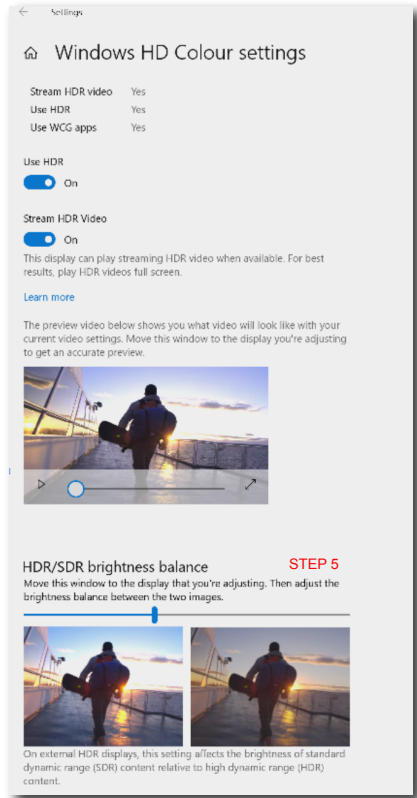 Settings
Windows HD Colour settings
Stream HDR video Yes
Use HDR Yes
Use WCG apps Yes
Use HDR
On
Stream HDR Video
On
This display can play streaming HDR video when available. For best
results, play HDR videos full screen.
Learn more
The preview video below shows you what video will look like with your
current video settings. Move this window to the display you're adjusting
to get an accurate preview.
HDR/SDR brightness balance STEP 5
Move this window to the display that you're adjusting. Then adjust the
brightness balance between the two images.
On external HDR displays, this setting affects the brightness of standard
dynamic range (SDR) content relative to high dynamic range (HDR)
content.